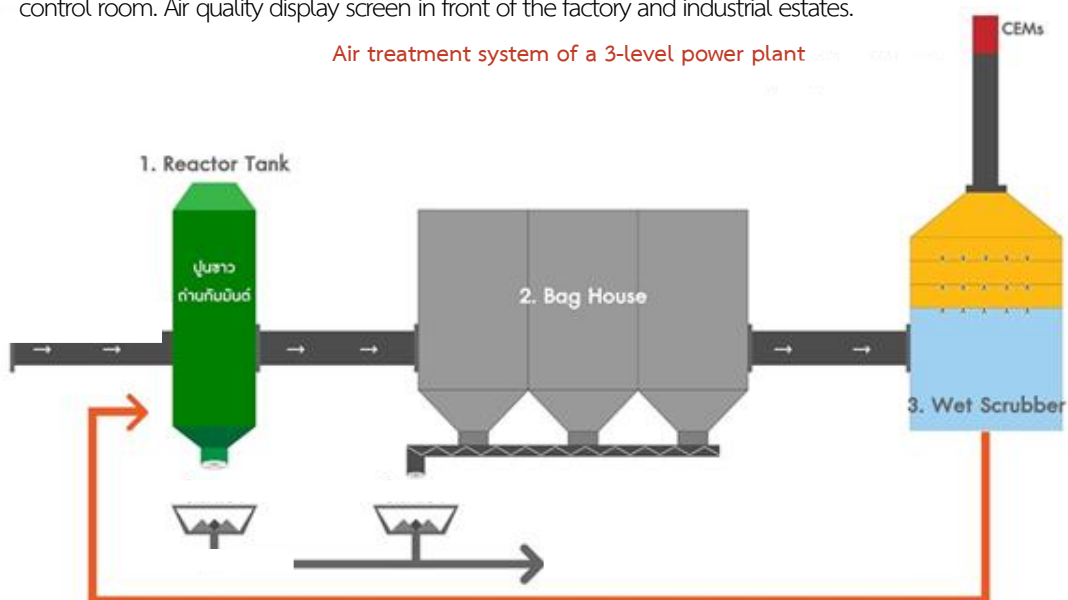 control room. Air quality display screen in front of the factory and industrial estates.
Air treatment system of a 3-level power plant
CEMs
1. Reactor Tank
ปูนขาว
ถ่านกัมมันต์
2. Bag House
3. Wet Scrubber